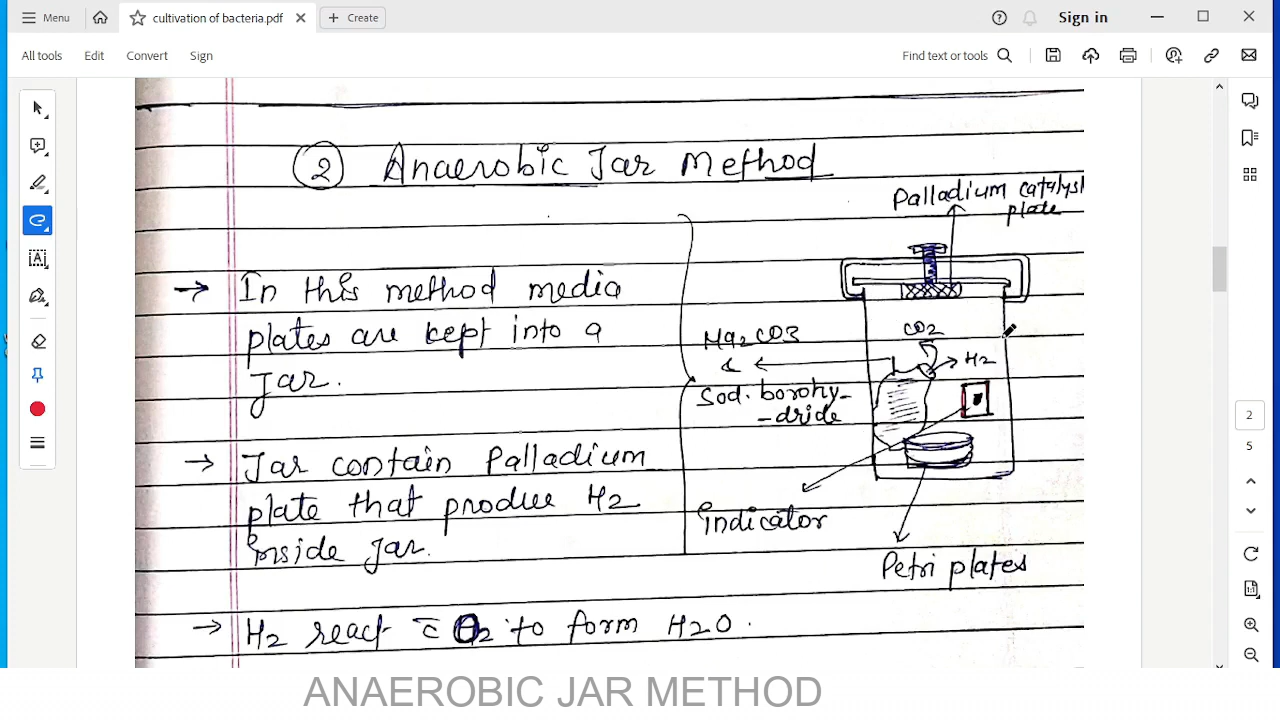 Menu
cultivation of bacteria.pdf
Create
Sign in
All tools
Edit
Convert
Sign
Find text or tools
② Anaerobic Jar Method
Palladium catalyst
plate
→ In this method media
plates are kept into a
Jar.
CO2
H2
Na2CO3
&
Sod. borohy-
-dride
→ Jar contain Palladium
plate that produce H2
inside Jar.
indicator
Petri plates
→ H2 react c̄ O2 to form H2O.
2
5
ANAEROBIC JAR METHOD